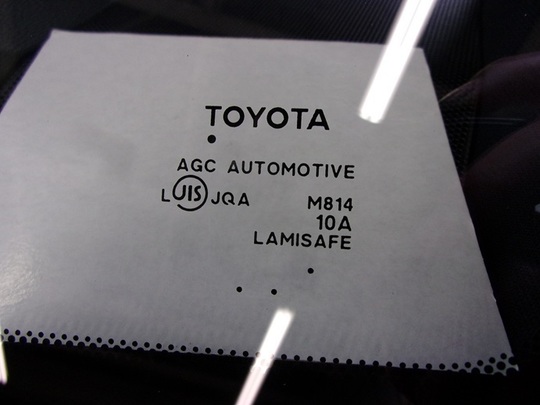 TOYOTA
AGC AUTOMOTIVE
L JIS JQA M814
10A
LAMISAFE